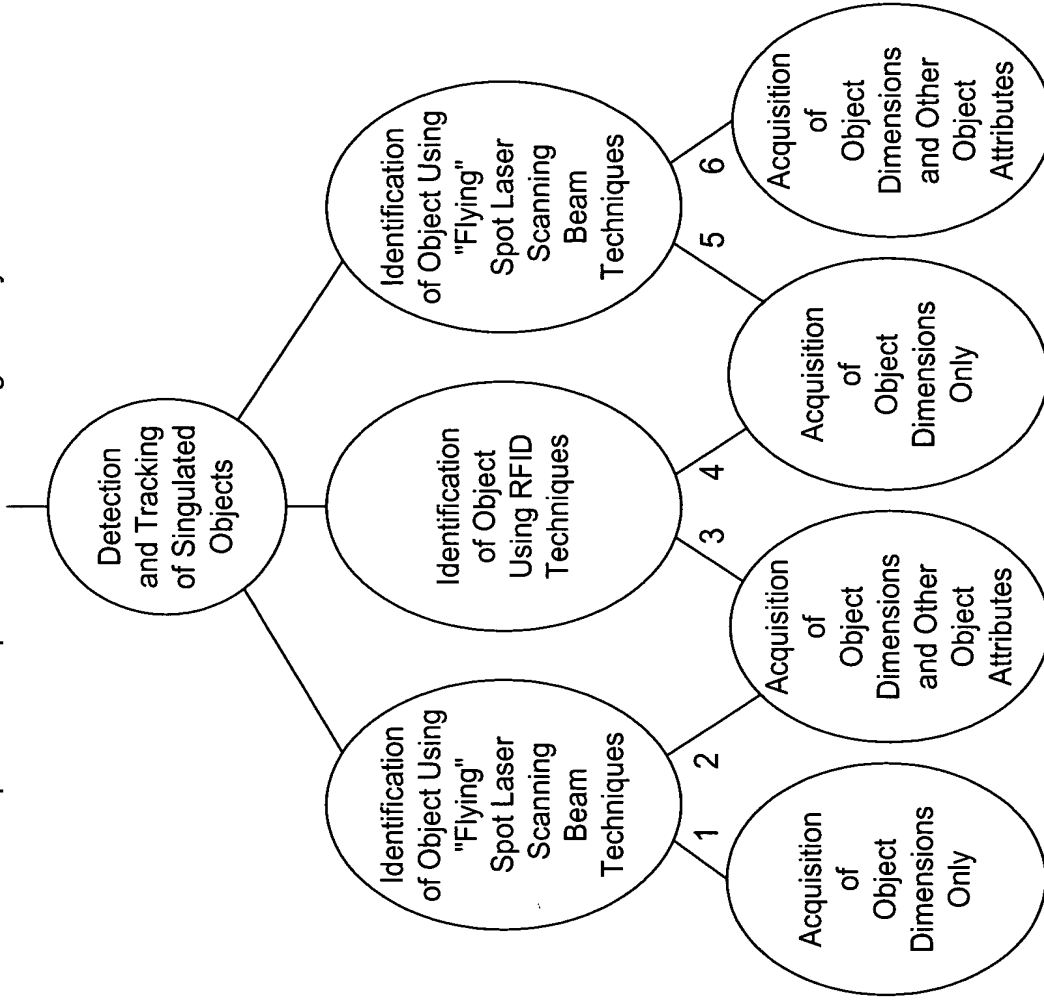 Detection
and Tracking
of Singulated
Objects
Identification
of Object Using
"Flying"
Spot Laser
Scanning
Beam
Techniques
Identification
of Object
Using RFID
Techniques
Identification
of Object Using
"Flying"
Spot Laser
Scanning
Beam
Techniques
1
2
3
4
5
6
Acquisition
of
Object
Dimensions
Only
Acquisition
of
Object
Dimensions
and Other
Object
Attributes
Acquisition
of
Object
Dimensions
Only
Acquisition
of
Object
Dimensions
and Other
Object
Attributes